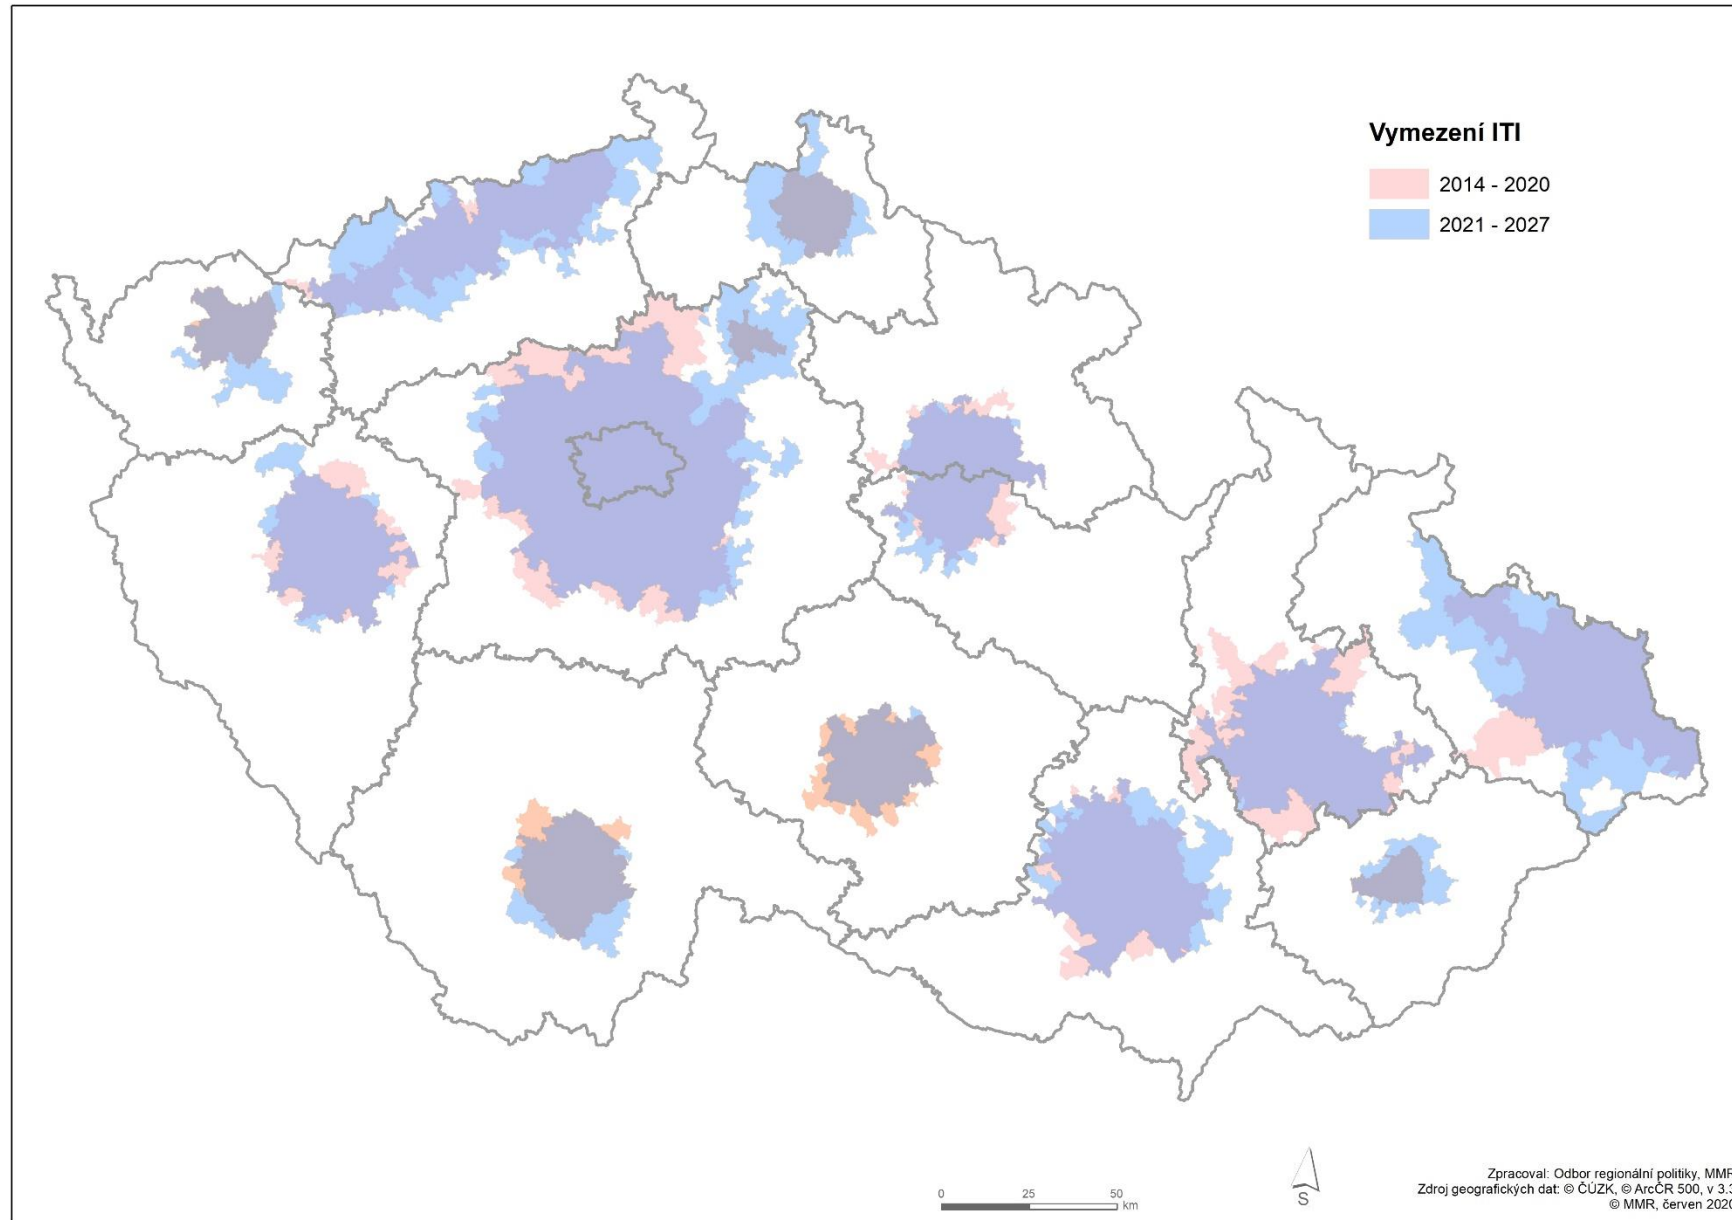 Vymezení ITI
2014 - 2020
2021 - 2027
0 25 50
km
S
Zpracoval: Odbor regionální politiky, MMR
Zdroj geografických dat: © ČÚZK, © ArcČR 500, v 3.3
© MMR, červen 2020